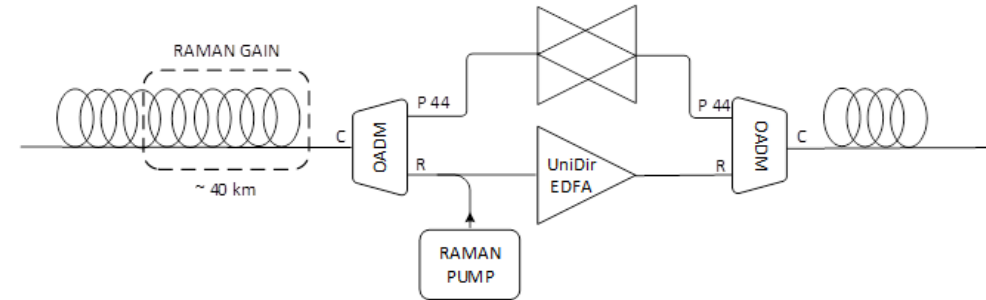 RAMAN GAIN
P 44
P 44
C
OADM
OADM
C
R
UniDir
EDFA
R
~ 40 km
RAMAN
PUMP